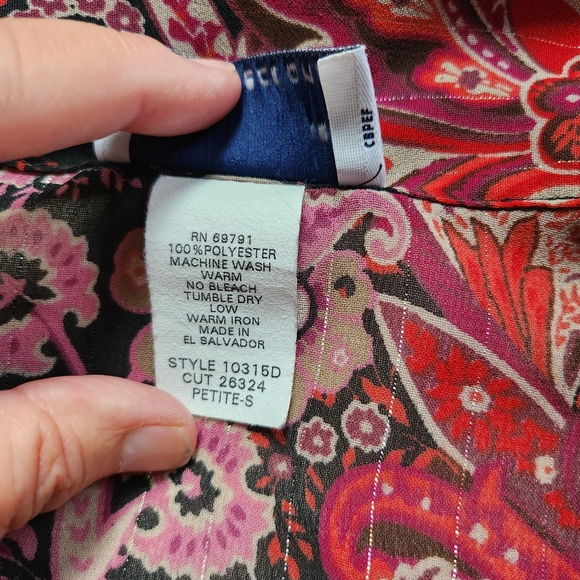 CBPEF
RN 69791
100%POLYESTER
MACHINE WASH
WARM
NO BLEACH
TUMBLE DRY
LOW
WARM IRON
MADE IN
EL SALVADOR
STYLE 10315D
CUT 26324
PETITE-S